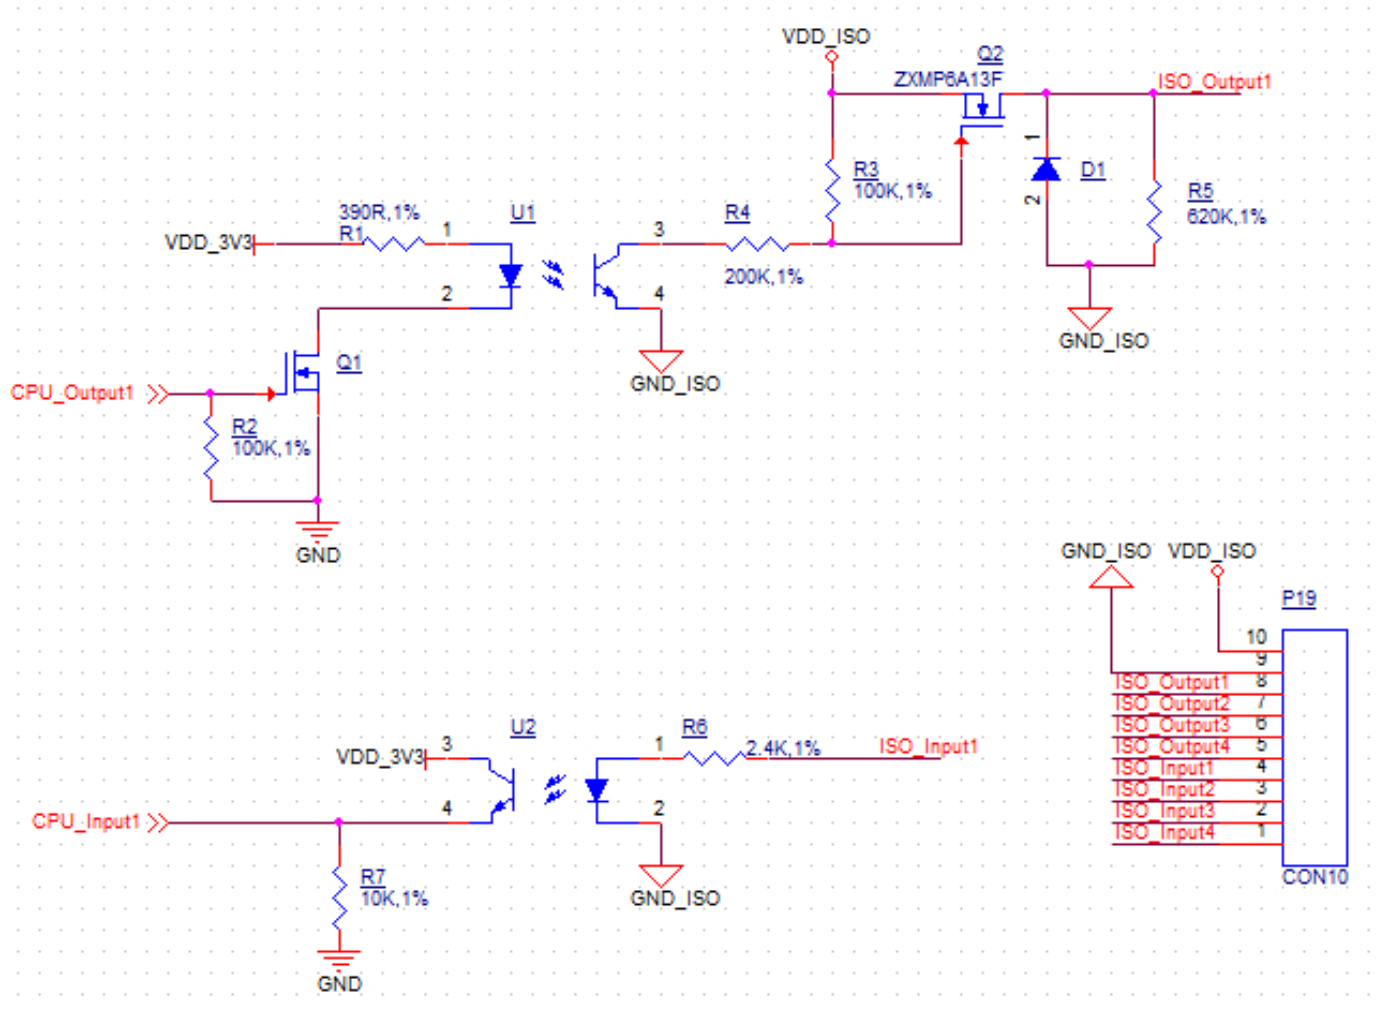 VDD_ISO
Q2
ZXMP6A13F
ISO_Output1
1
D1
2
R3
100K,1%
R5
620K,1%
390R,1%
R1
VDD_3V3
1
U1
3
R4
200K,1%
2
4
GND_ISO
GND_ISO
Q1
CPU_Output1
R2
100K,1%
GND
GND_ISO
VDD_ISO
P19
10
9
ISO_Output1 8
ISO_Output2 7
ISO_Output3 6
ISO_Output4 5
ISO_Input1 4
ISO_Input2 3
ISO_Input3 2
ISO_Input4 1
CON10
U2
R6
VDD_3V3
3
1
2.4K,1%
ISO_Input1
CPU_Input1
4
2
R7
10K,1%
GND_ISO
GND